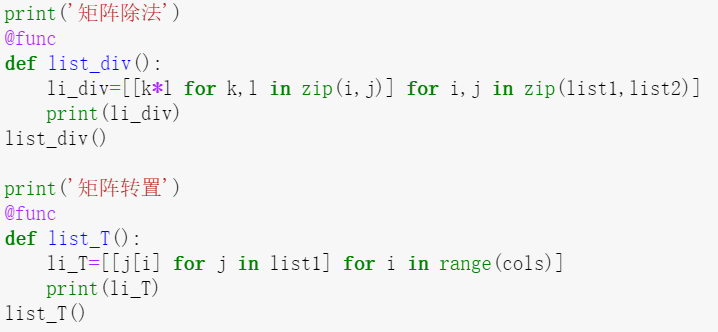 print('矩阵除法')
@func
def list_div():
    li_div=[[k*l for k,l in zip(i,j)] for i,j in zip(list1,list2)]
    print(li_div)
list_div()

print('矩阵转置')
@func
def list_T():
    li_T=[[j[i] for j in list1] for i in range(cols)]
    print(li_T)
list_T()